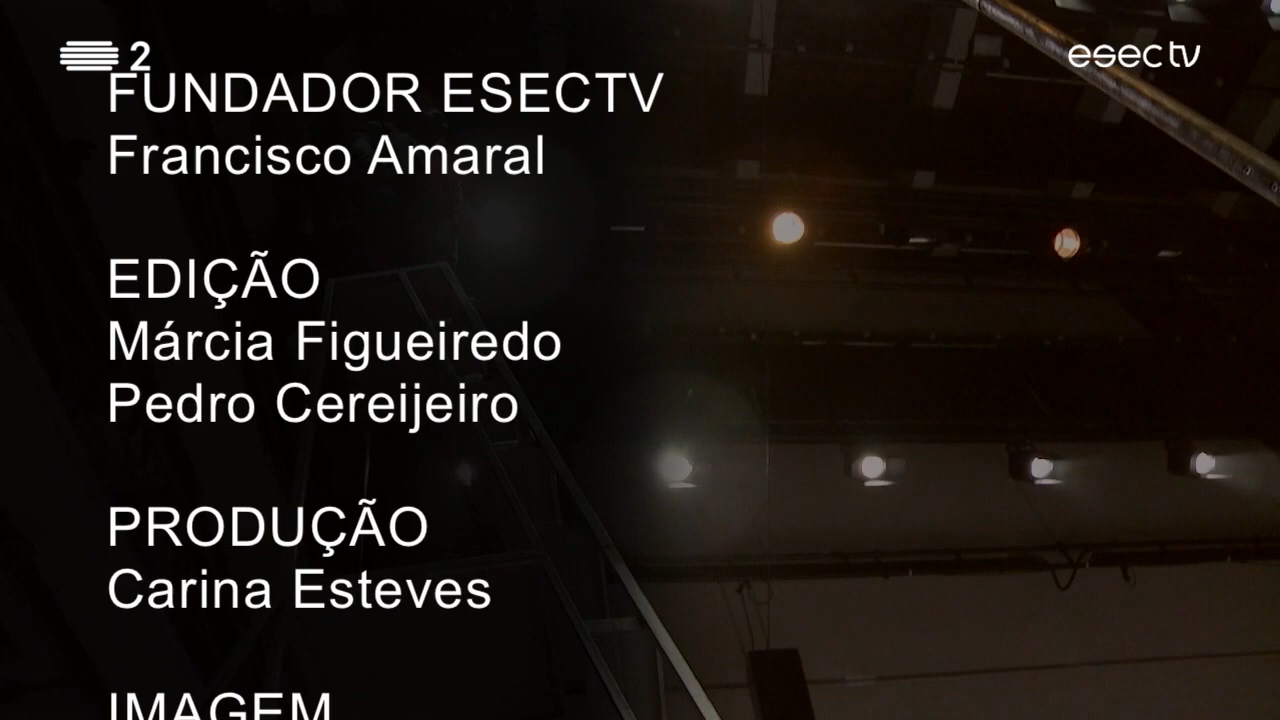 2
esec tv
FUNDADOR ESECTV
Francisco Amaral
EDIÇÃO
Márcia Figueiredo
Pedro Cereijeiro
PRODUÇÃO
Carina Esteves
IMAGEM